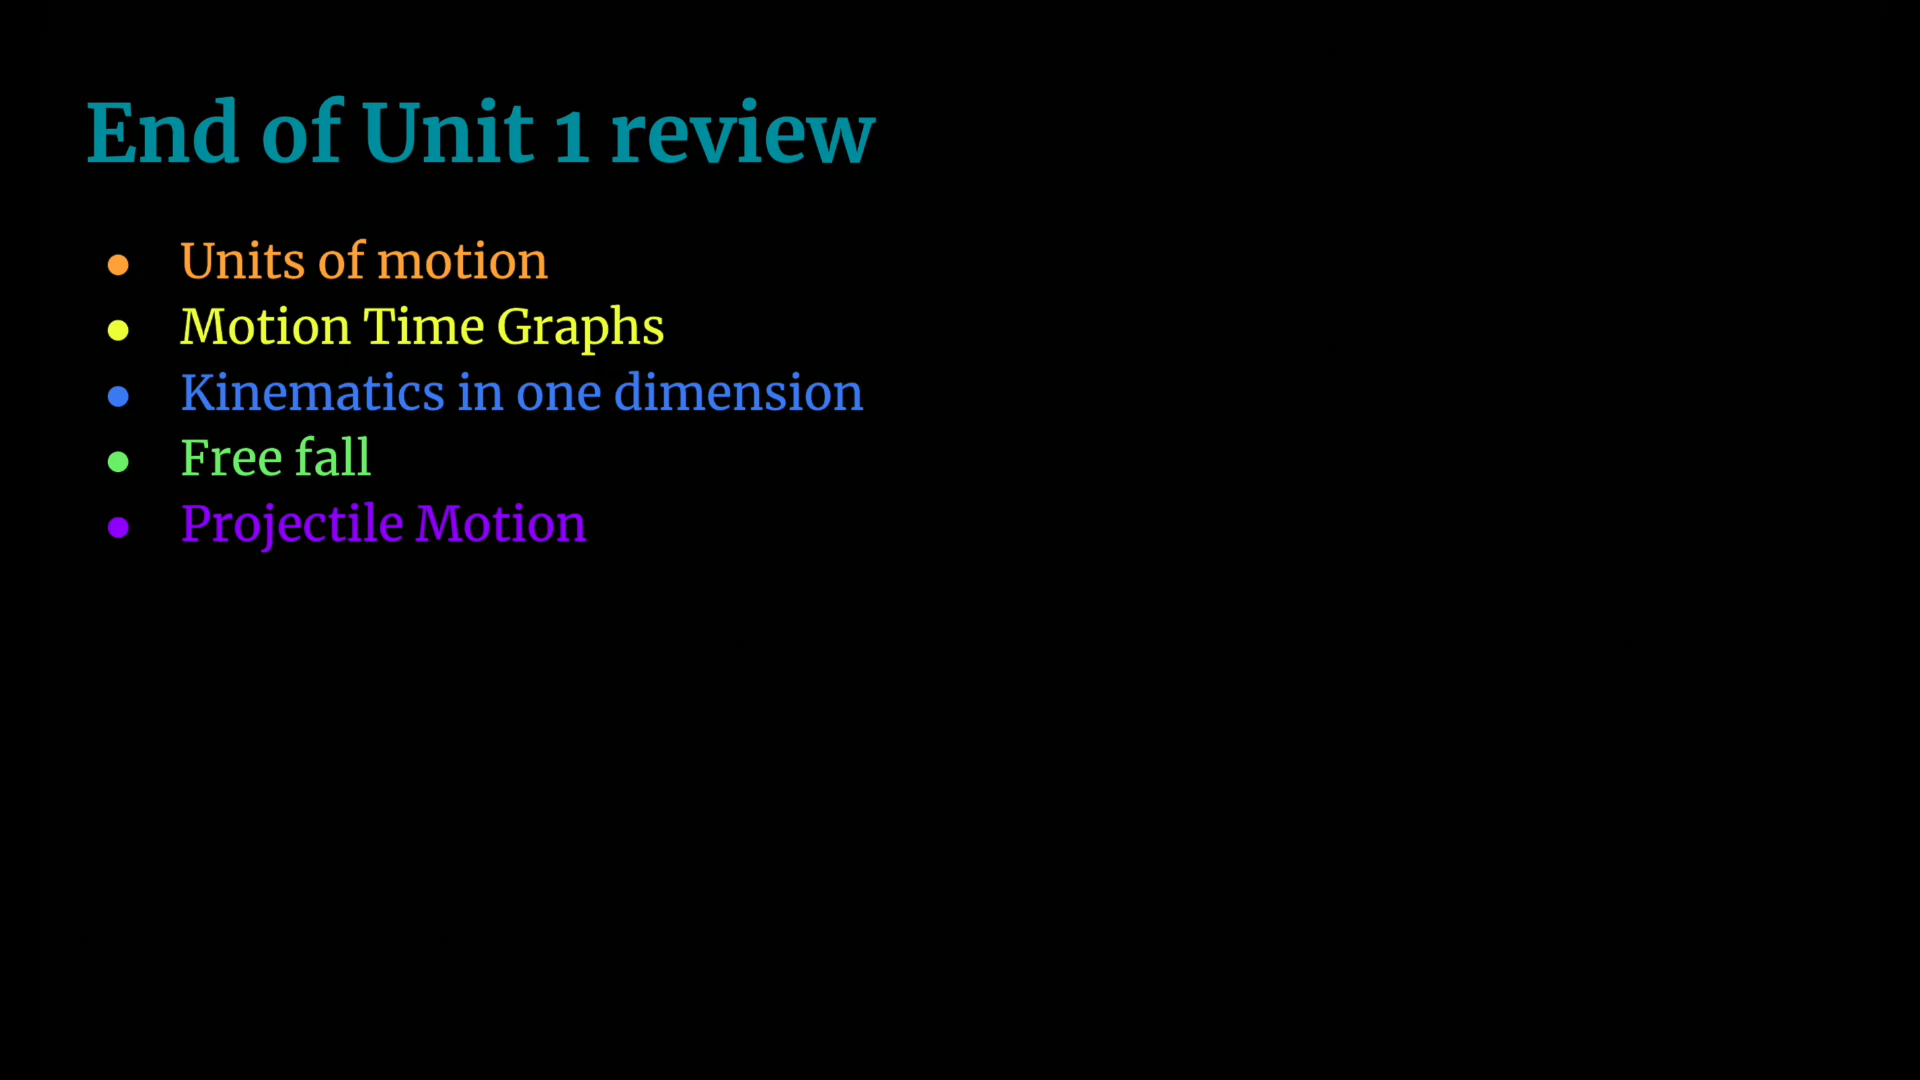 End of Unit 1 review
● Units of motion
● Motion Time Graphs
● Kinematics in one dimension
● Free fall
● Projectile Motion